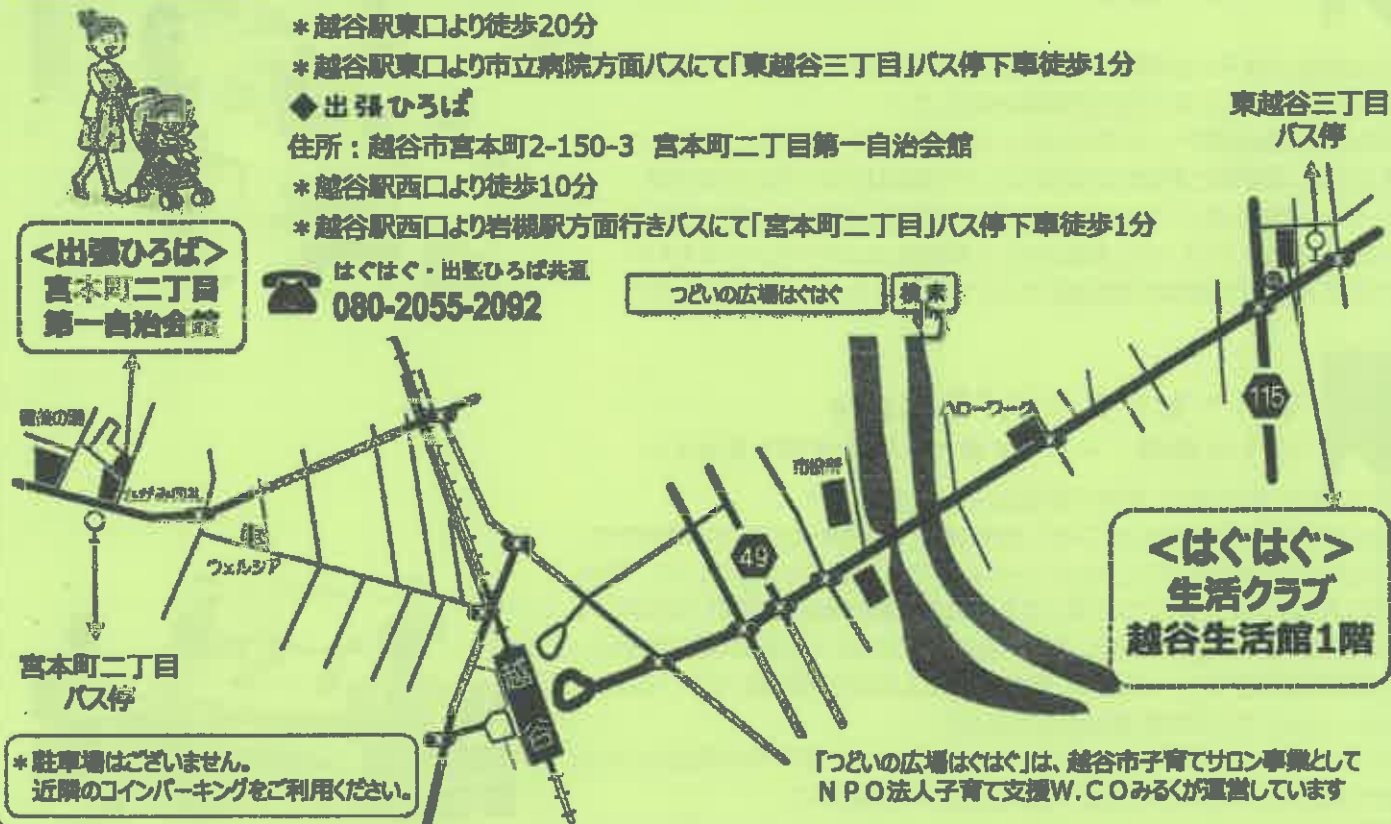 *越谷駅東口より徒歩20分
*越谷駅東口より市立病院方面バスにて「東越谷三丁目」バス停下車徒歩1分
◆出張ひろば
住所：越谷市宮本町2-150-3 宮本町二丁目第一自治会館
*越谷駅西口より徒歩10分
*越谷駅西口より岩槻駅方面行きバスにて「宮本町二丁目」バス停下車徒歩1分
東越谷三丁目
バス停
<出張ひろば>
宮本町二丁目
第一自治会館
はぐはぐ・出張ひろば共通
080-2055-2092
つどいの広場はぐはぐ
検索
115
ハローワーク
市役所
49
ウェルシア
宮本町二丁目
バス停
越谷
<はぐはぐ>
生活クラブ
越谷生活館1階
*駐車場はございません。
近隣のコインパーキングをご利用ください。
「つどいの広場はぐはぐ」は、越谷市子育てサロン事業として
NPO法人子育て支援W.COみるくが運営しています